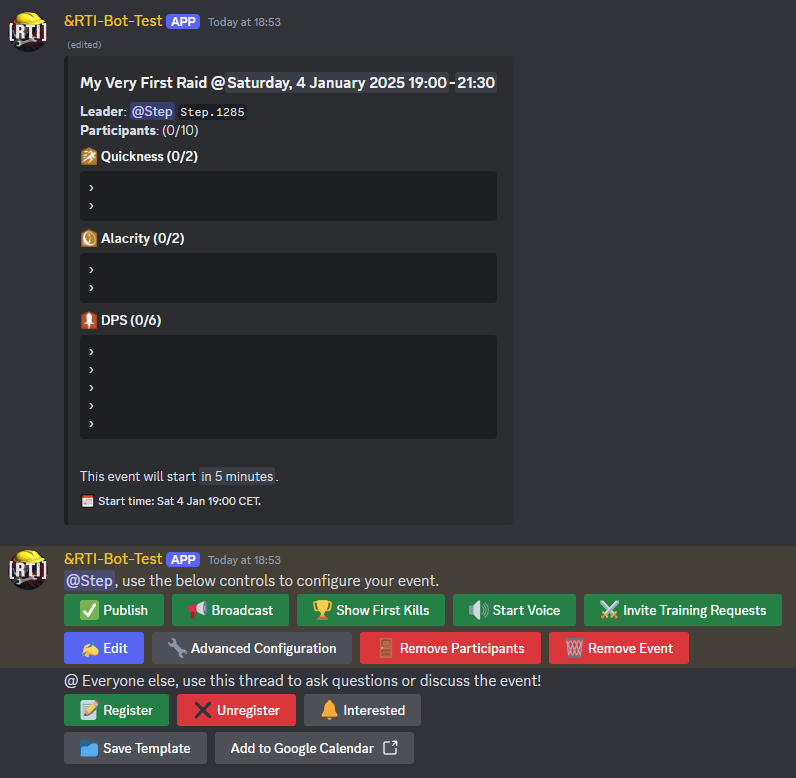 &RTI-Bot-Test APP Today at 18:53
(edited)
[RTI]
My Very First Raid @Saturday, 4 January 2025 19:00 - 21:30
Leader: @Step Step.1285
Participants: (0/10)
Quickness (0/2)
›
›
Alacrity (0/2)
›
›
DPS (0/6)
›
›
›
›
›
This event will start in 5 minutes.
Start time: Sat 4 Jan 19:00 CET.
&RTI-Bot-Test APP Today at 18:53
[RTI]
@Step, use the below controls to configure your event.
Publish Broadcast Show First Kills Start Voice Invite Training Requests
Edit Advanced Configuration Remove Participants Remove Event
@ Everyone else, use this thread to ask questions or discuss the event!
Register Unregister Interested
Save Template Add to Google Calendar